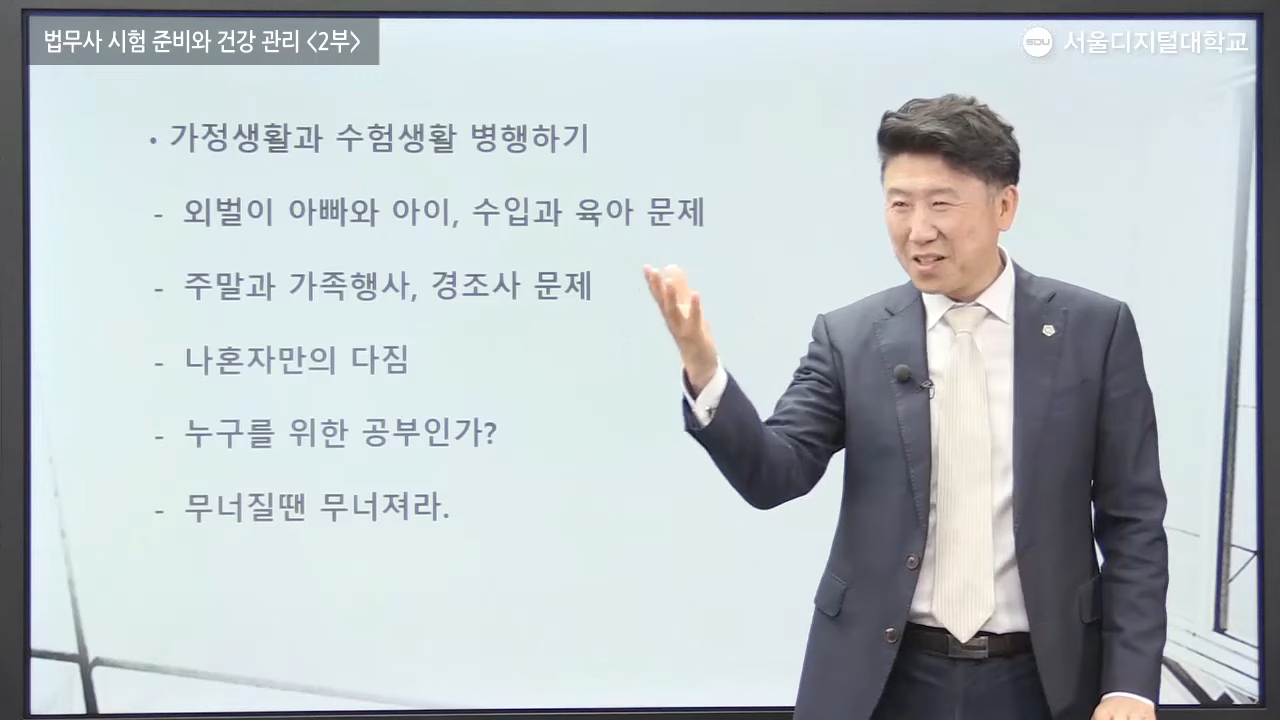 법무사 시험 준비와 건강 관리 <2부>
SDU 서울디지털대학교
• 가정생활과 수험생활 병행하기
- 외벌이 아빠와 아이, 수입과 육아 문제
- 주말과 가족행사, 경조사 문제
- 나혼자만의 다짐
- 누구를 위한 공부인가?
- 무너질땐 무너져라.